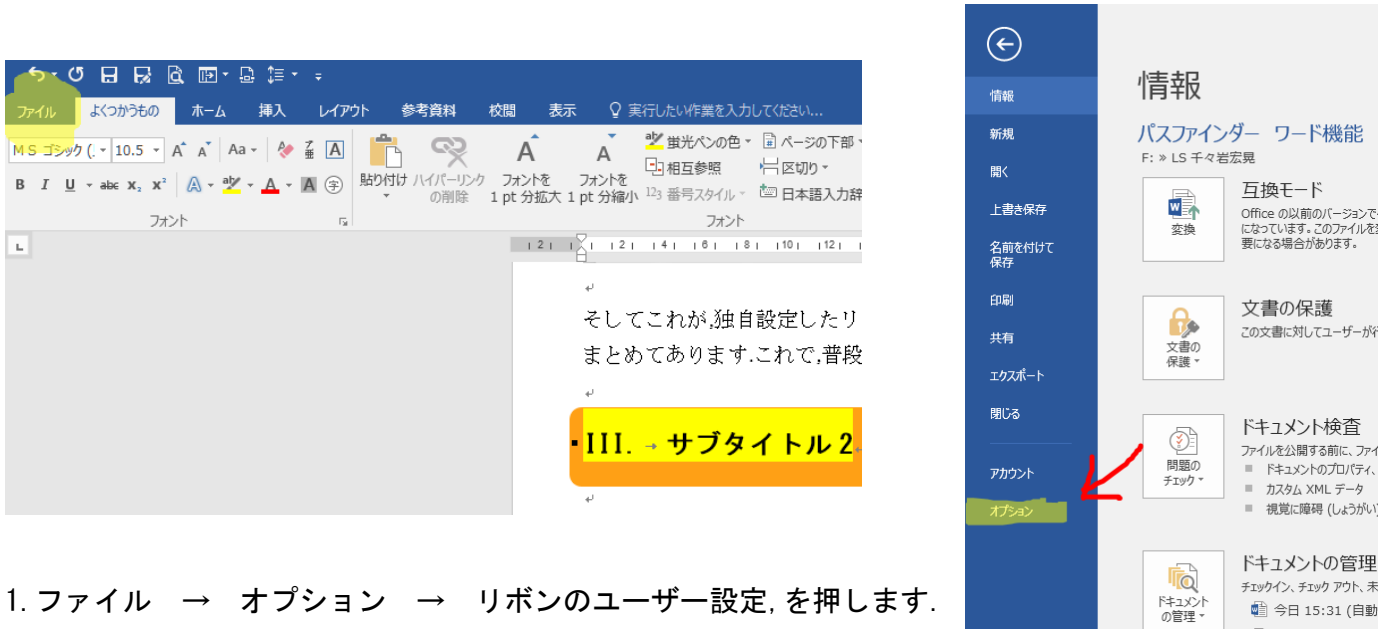 ファイル
よくつかうもの
ホーム
挿入
レイアウト
参考資料
校閲
表示
実行したい作業を入力してください...
ＭＳ ゴシック (.
10.5
Aa
貼り付け
ハイパーリンク
の削除
フォントを
1 pt 分拡大
フォントを
1 pt 分縮小
蛍光ペンの色
相互参照
123 番号スタイル
ページの下部
区切り
日本語入力辞
フォント
フォント
そしてこれが,独自設定したリ
まとめてあります.これで,普段
III. → サブタイトル 2
1. ファイル　→　オプション　→　リボンのユーザー設定, を押します.
情報
新規
開く
上書き保存
名前を付けて
保存
印刷
共有
エクスポート
閉じる
アカウント
オプション
情報
パスファインダー　ワード機能
F: » LS 千々岩宏晃
変換
互換モード
Office の以前のバージョンで
になっています。このファイルを
要になる場合があります。
文書の
保護
文書の保護
この文書に対してユーザーが
問題の
チェック
ドキュメント検査
ファイルを公開する前に、ファイ
ドキュメントのプロパティ、
カスタム XML データ
視覚に障碍 (しょうがい)
ドキュメント
の管理
ドキュメントの管理
チェックイン、チェック アウト、未
今日 15:31 (自動